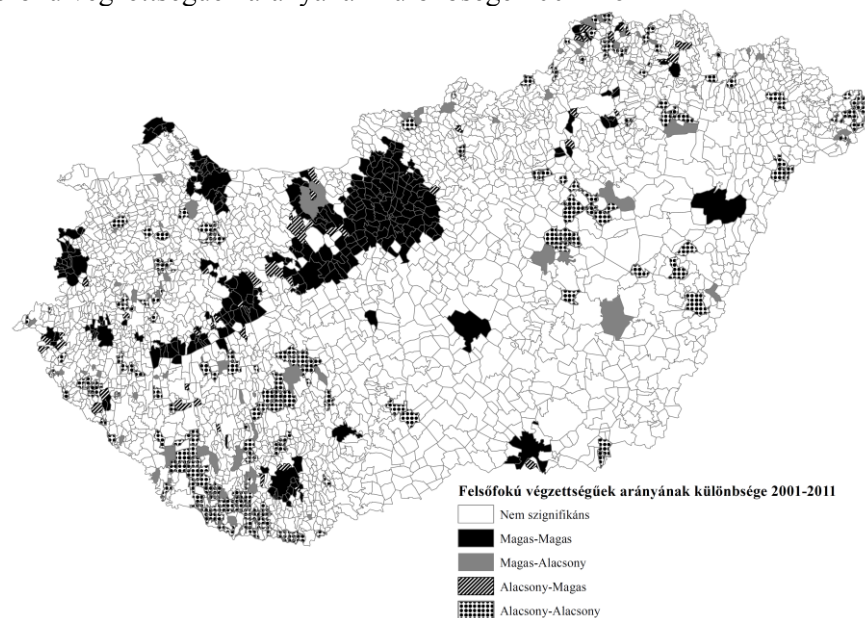 Felsőfokú végzettségűek arányának különbsége 2001-2011
Nem szignifikáns
Magas-Magas
Magas-Alacsony
Alacsony-Magas
Alacsony-Alacsony